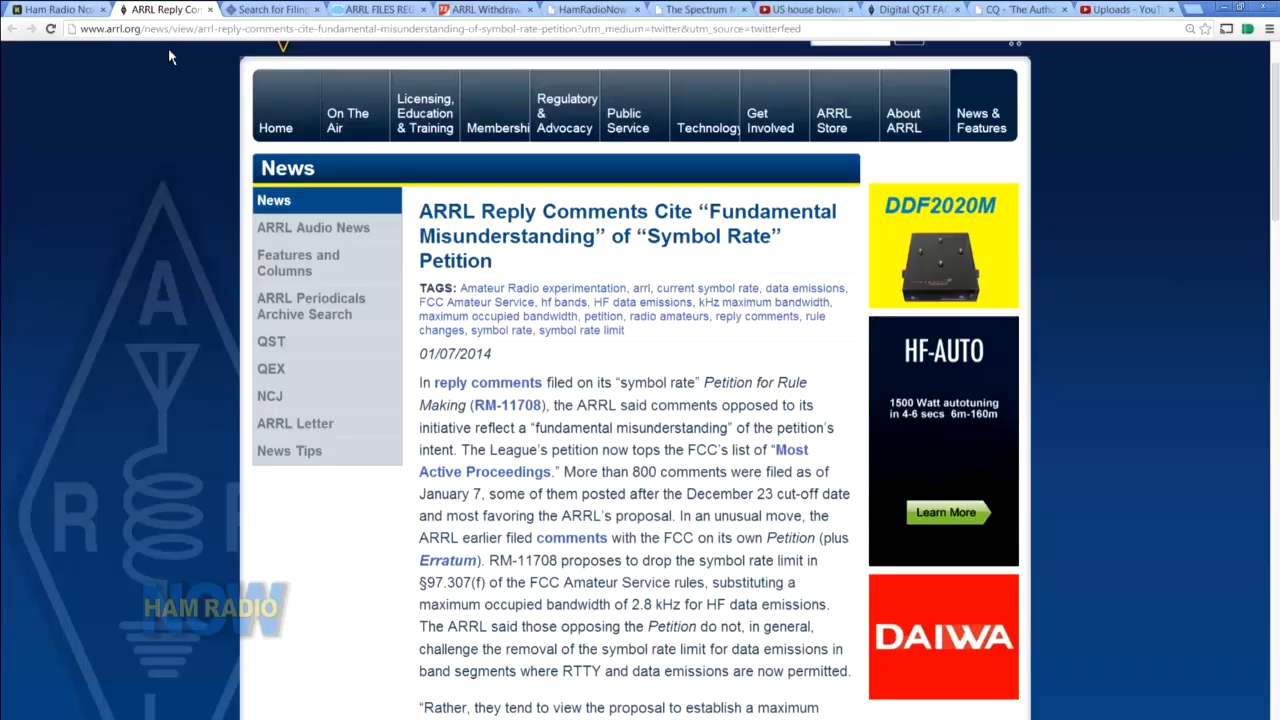 Ham Radio Now
ARRL Reply Con
Search for Filing
ARRL FILES REG
ARRL Withdraw
HamRadioNow
The Spectrum M
US house blow
Digital QST FAC
CQ - 'The Autho
Uploads - YouT
www.arrl.org/news/view/arrl-reply-comments-cite-fundamental-misunderstanding-of-symbol-rate-petition?utm_medium=twitter&utm_source=twitterfeed
Home
On The
Air
Licensing,
Education
& Training
Membershi
Regulatory
&
Advocacy
Public
Service
Technology
Get
Involved
ARRL
Store
About
ARRL
News &
Features
News
News
ARRL Audio News
Features and
Columns
ARRL Periodicals
Archive Search
QST
QEX
NCJ
ARRL Letter
News Tips
ARRL Reply Comments Cite “Fundamental
Misunderstanding” of “Symbol Rate”
Petition
TAGS: Amateur Radio experimentation, arrl, current symbol rate, data emissions,
FCC Amateur Service, hf bands, HF data emissions, kHz maximum bandwidth,
maximum occupied bandwidth, petition, radio amateurs, reply comments, rule
changes, symbol rate, symbol rate limit
01/07/2014
In reply comments filed on its “symbol rate” Petition for Rule
Making (RM-11708), the ARRL said comments opposed to its
initiative reflect a “fundamental misunderstanding” of the petition’s
intent. The League’s petition now tops the FCC’s list of “Most
Active Proceedings.” More than 800 comments were filed as of
January 7, some of them posted after the December 23 cut-off date
and most favoring the ARRL’s proposal. In an unusual move, the
ARRL earlier filed comments with the FCC on its own Petition (plus
Erratum). RM-11708 proposes to drop the symbol rate limit in
§97.307(f) of the FCC Amateur Service rules, substituting a
maximum occupied bandwidth of 2.8 kHz for HF data emissions.
The ARRL said those opposing the Petition do not, in general,
challenge the removal of the symbol rate limit for data emissions in
band segments where RTTY and data emissions are now permitted.
“Rather, they tend to view the proposal to establish a maximum
DDF2020M
HF-AUTO
1500 Watt autotuning
in 4-6 secs 6m-160m
Learn More
DAIWA
A
R
R
L
HAM RADIO
NOW